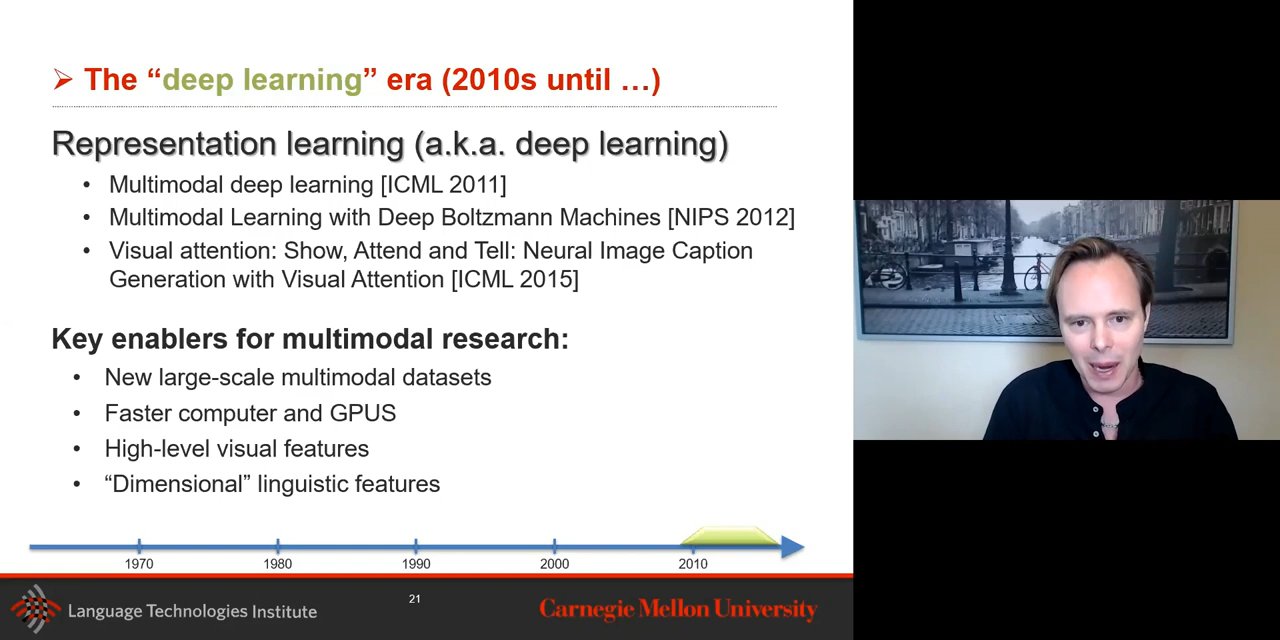 ➢ The “deep learning” era (2010s until …)
Representation learning (a.k.a. deep learning)
• Multimodal deep learning [ICML 2011]
• Multimodal Learning with Deep Boltzmann Machines [NIPS 2012]
• Visual attention: Show, Attend and Tell: Neural Image Caption
Generation with Visual Attention [ICML 2015]
Key enablers for multimodal research:
• New large-scale multimodal datasets
• Faster computer and GPUS
• High-level visual features
• “Dimensional” linguistic features
1970 1980 1990 2000 2010
Language Technologies Institute
21
Carnegie Mellon University